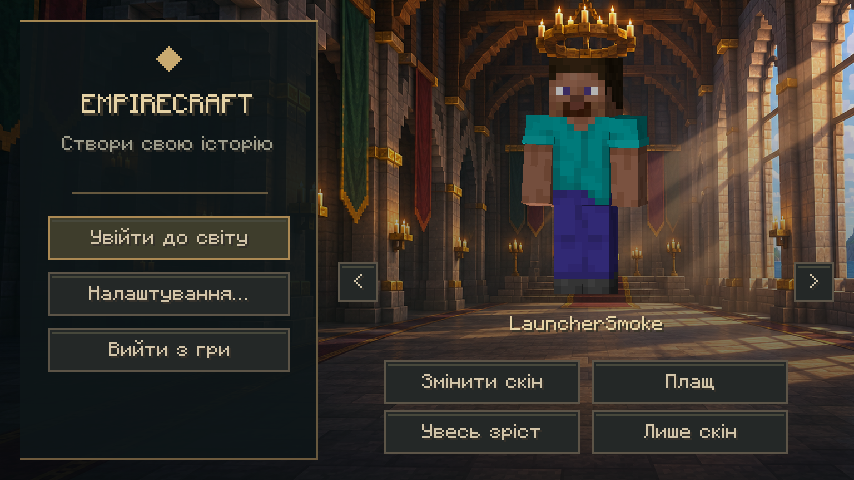 EMPIRECRAFT
Створи свою історію
Увійти до світу
Налаштування...
Вийти з гри
<
>
LauncherSmoke
Змінити скін
Плащ
Увесь зріст
Лише скін